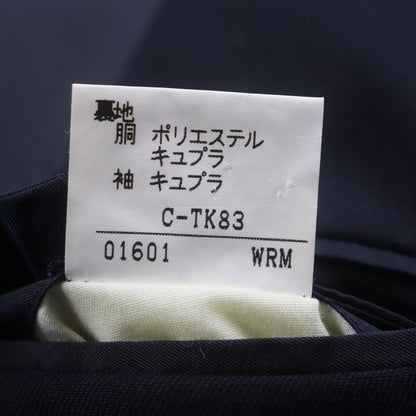 裏地
胴 ポリエステル
キュプラ
袖 キュプラ
C-TK83
01601 WRM